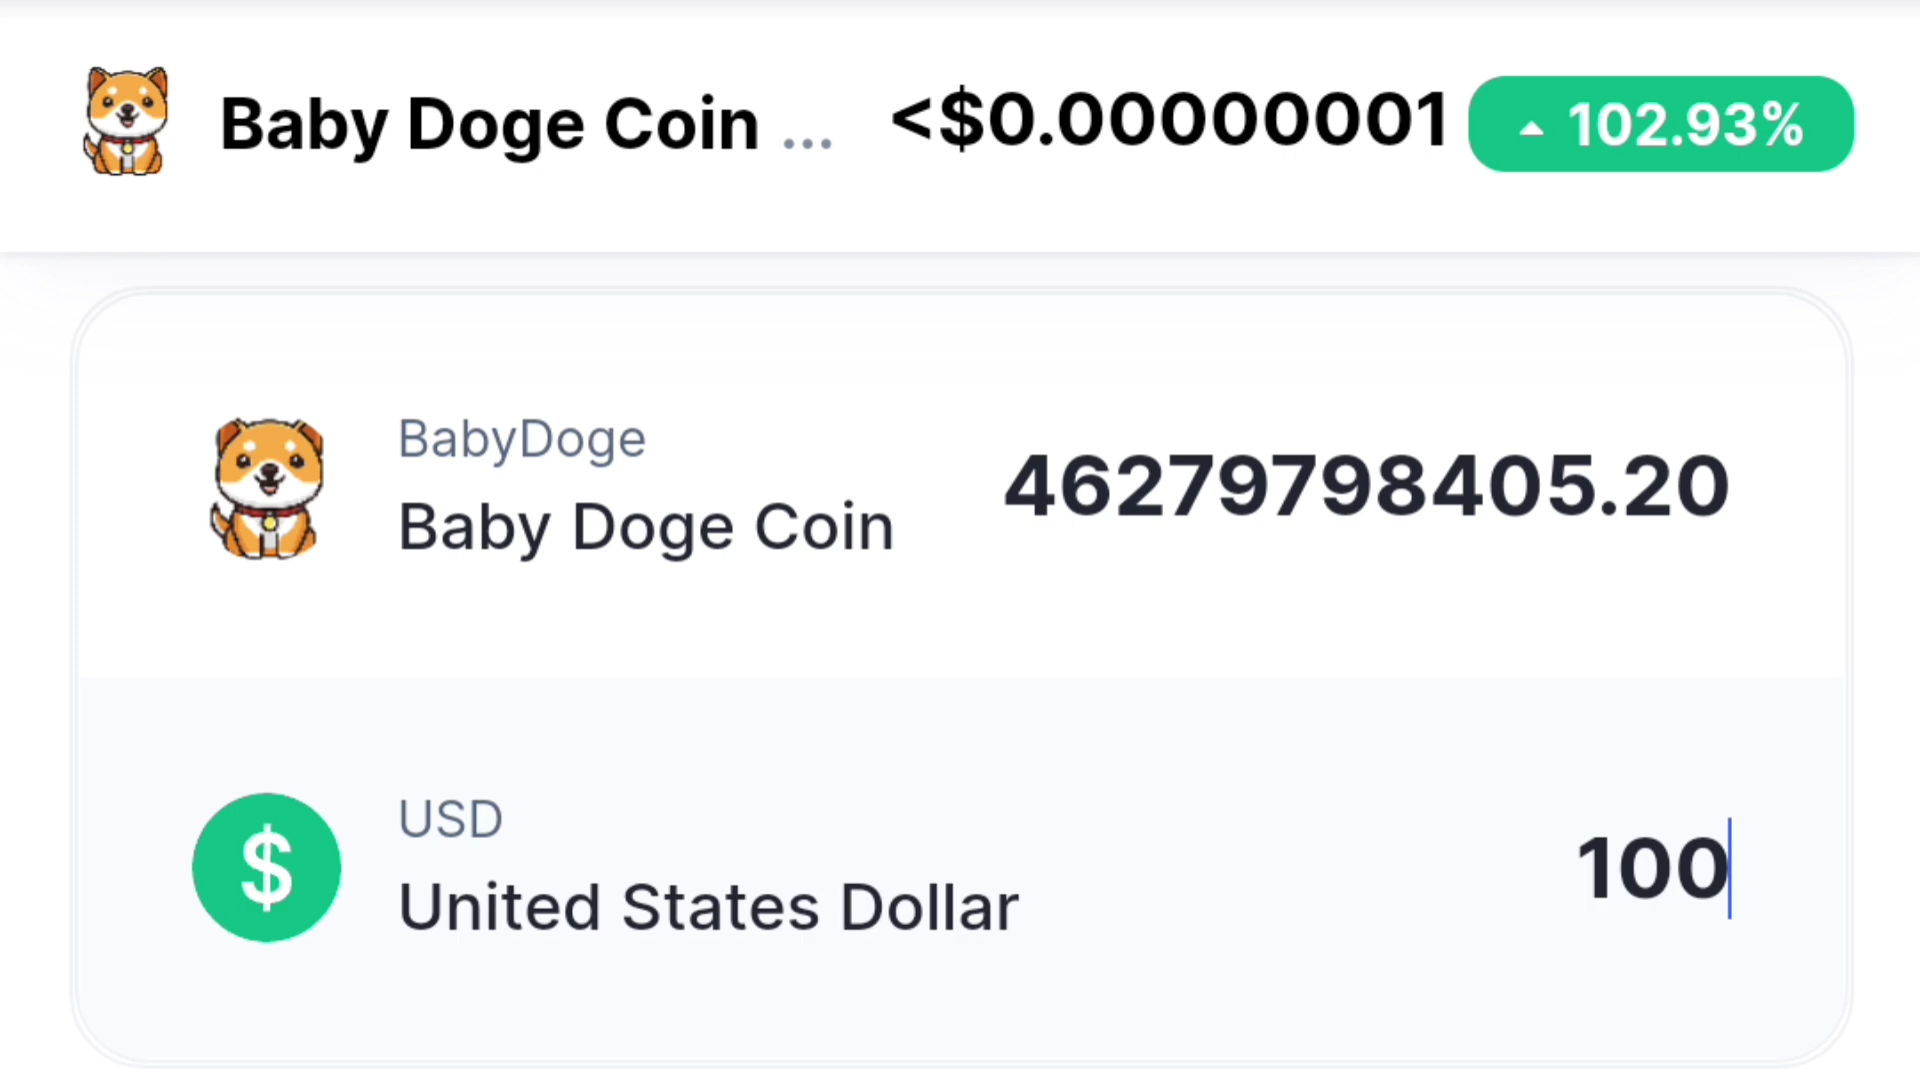 Baby Doge Coin ... <$0.00000001 ▲ 102.93%
BabyDoge
Baby Doge Coin
46279798405.20
USD
United States Dollar
100